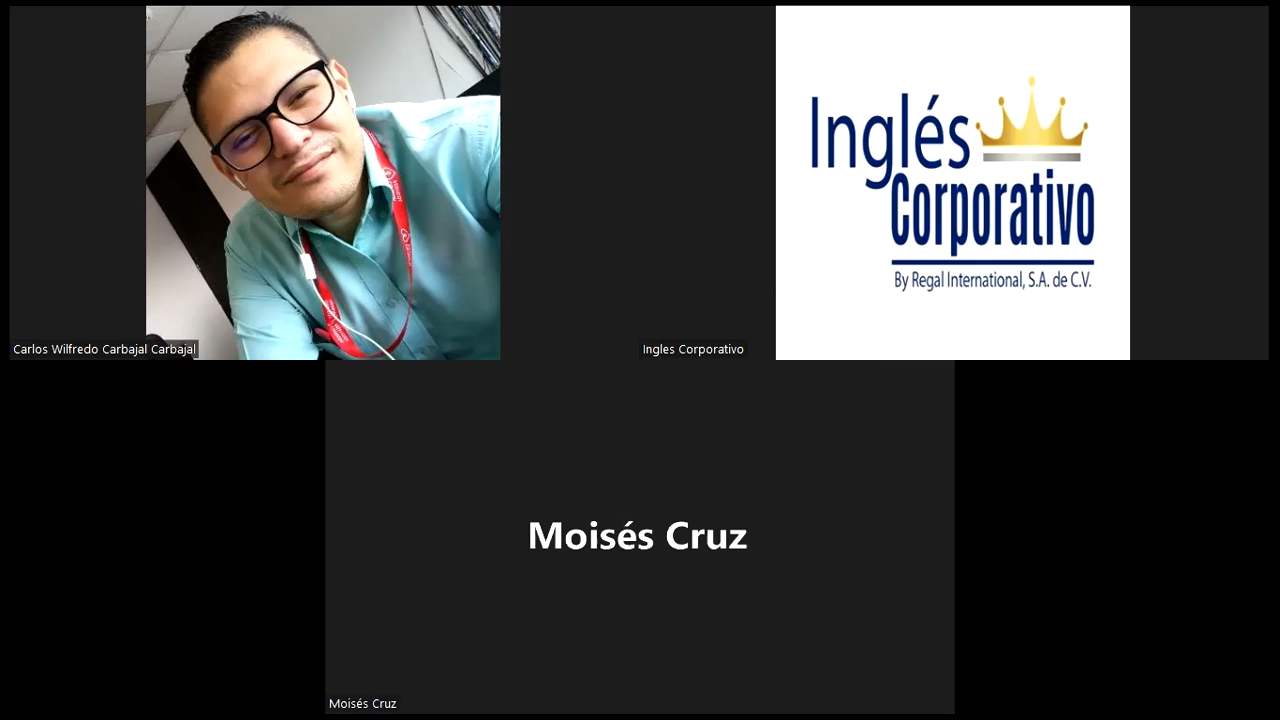 Inglés
Corporativo
By Regal International, S.A. de C.V.
Carlos Wilfredo Carbajal Carbajal
Ingles Corporativo
Moisés Cruz
Moisés Cruz